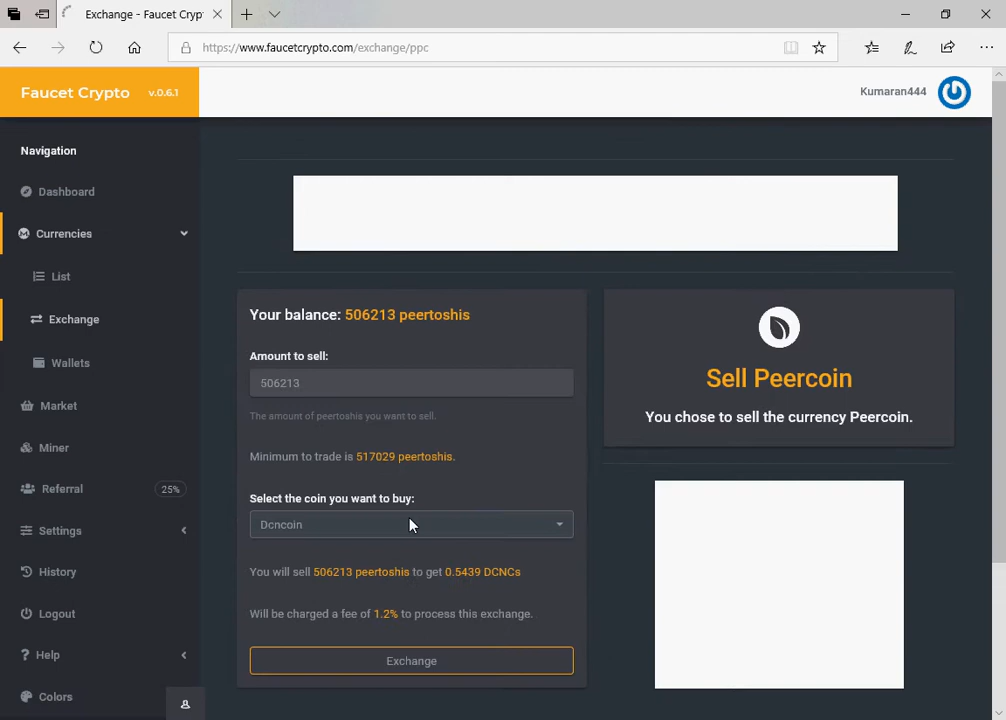 Exchange - Faucet Cryp
https://www.faucetcrypto.com/exchange/ppc
Faucet Crypto v.0.6.1
Kumaran444
Navigation
Dashboard
Currencies
List
Exchange
Wallets
Market
Miner
Referral 25%
Settings
History
Logout
Help
Colors
Your balance: 506213 peertoshis
Amount to sell:
506213
The amount of peertoshis you want to sell.
Minimum to trade is 517029 peertoshis.
Select the coin you want to buy:
Dcncoin
You will sell 506213 peertoshis to get 0.5439 DCNCs
Will be charged a fee of 1.2% to process this exchange.
Exchange
Sell Peercoin
You chose to sell the currency Peercoin.